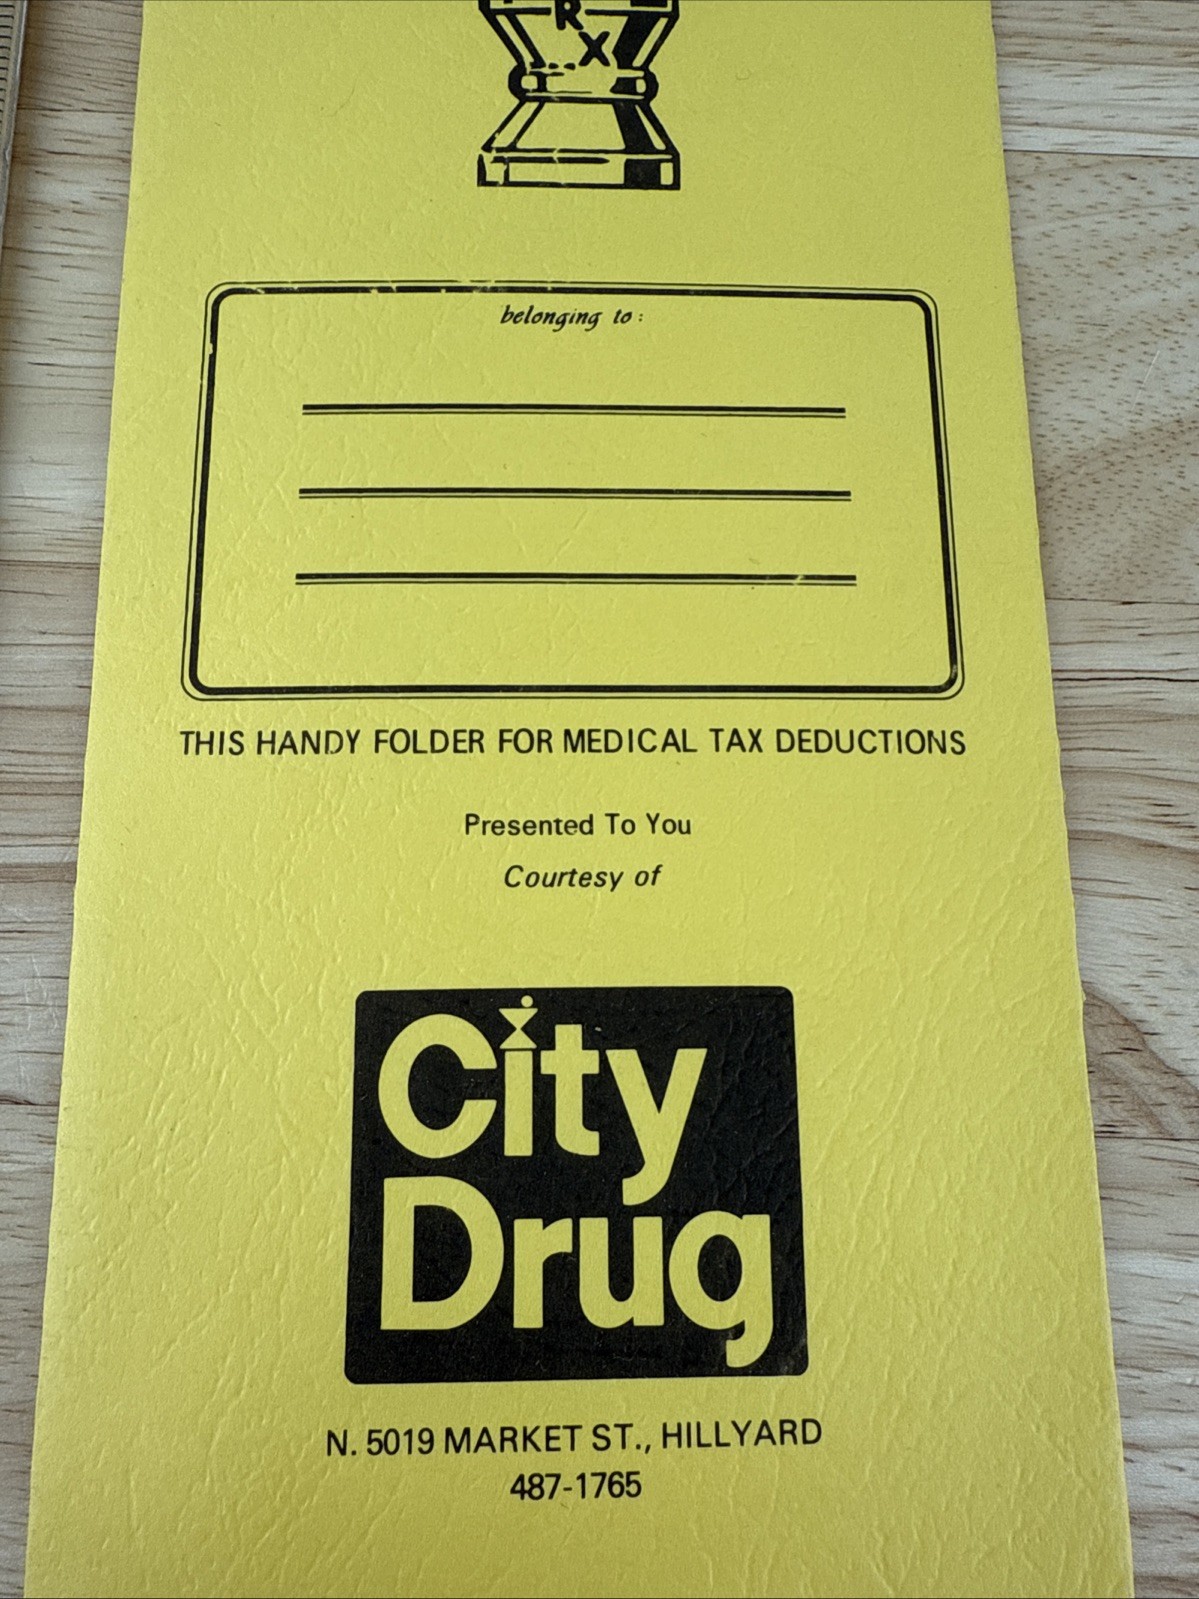 RX
belonging to:
THIS HANDY FOLDER FOR MEDICAL TAX DEDUCTIONS
Presented To You
Courtesy of
City
Drug
N. 5019 MARKET ST., HILLYARD
487-1765